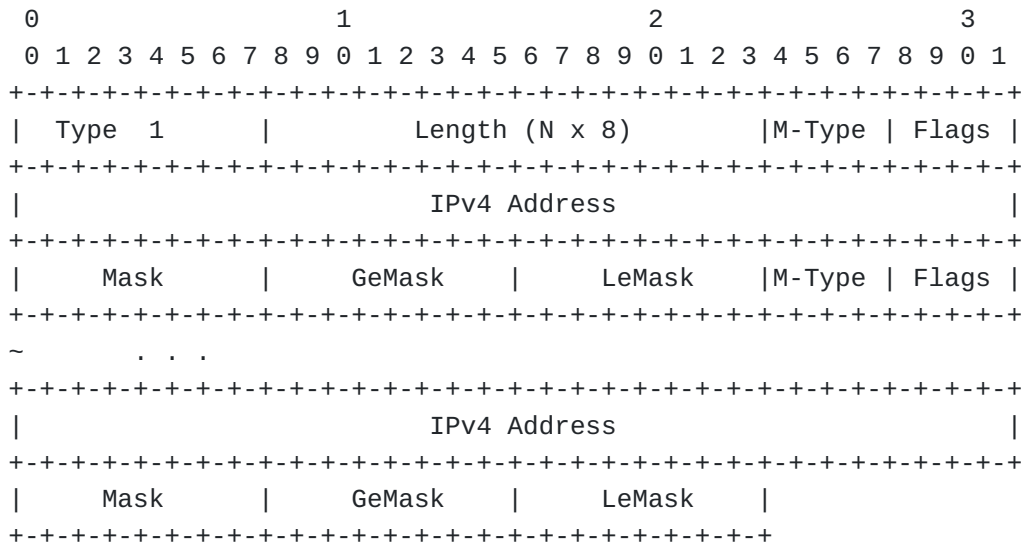 0                   1                   2                   3
 0 1 2 3 4 5 6 7 8 9 0 1 2 3 4 5 6 7 8 9 0 1 2 3 4 5 6 7 8 9 0 1
+-+-+-+-+-+-+-+-+-+-+-+-+-+-+-+-+-+-+-+-+-+-+-+-+-+-+-+-+-+-+-+-+
|  Type  1      |         Length (N x 8)        |M-Type | Flags |
+-+-+-+-+-+-+-+-+-+-+-+-+-+-+-+-+-+-+-+-+-+-+-+-+-+-+-+-+-+-+-+-+
|                          IPv4 Address                         |
+-+-+-+-+-+-+-+-+-+-+-+-+-+-+-+-+-+-+-+-+-+-+-+-+-+-+-+-+-+-+-+-+
|     Mask      |     GeMask    |     LeMask    |M-Type | Flags |
+-+-+-+-+-+-+-+-+-+-+-+-+-+-+-+-+-+-+-+-+-+-+-+-+-+-+-+-+-+-+-+-+
~       . . .
+-+-+-+-+-+-+-+-+-+-+-+-+-+-+-+-+-+-+-+-+-+-+-+-+-+-+-+-+-+-+-+-+
|                          IPv4 Address                         |
+-+-+-+-+-+-+-+-+-+-+-+-+-+-+-+-+-+-+-+-+-+-+-+-+-+-+-+-+-+-+-+-+
|     Mask      |     GeMask    |     LeMask    |
+-+-+-+-+-+-+-+-+-+-+-+-+-+-+-+-+-+-+-+-+-+-+-+-+